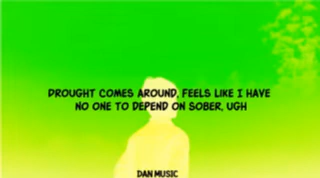 DROUGHT COMES AROUND, FEELS LIKE I HAVE
NO ONE TO DEPEND ON SOBER, UGH
DAN MUSIC